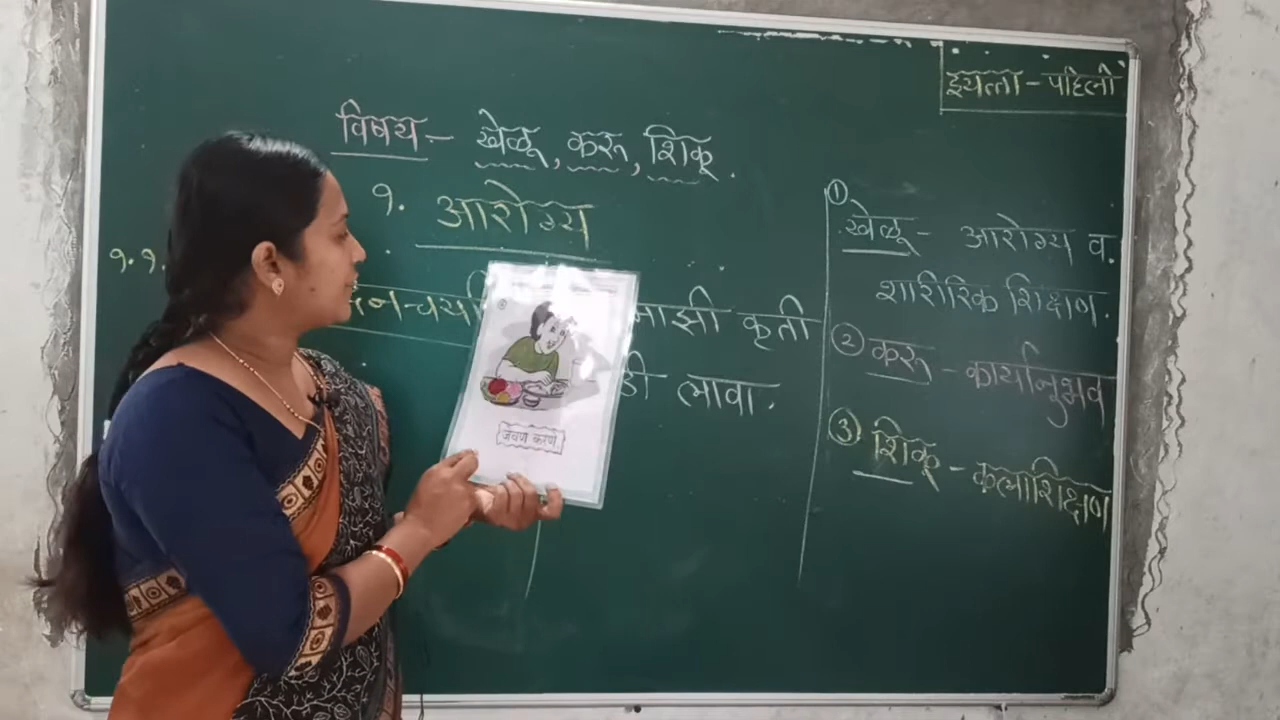 इयत्ता - पहिली
विषय - खेळू, करू, शिकू.
१. आरोग्य
१.१.
माझी कृती
लावा.
जेवण करणे
① खेळू - आरोग्य व.
शारीरिक शिक्षण.
② करू - कार्यानुभव
③ शिकू - कलाशिक्षण